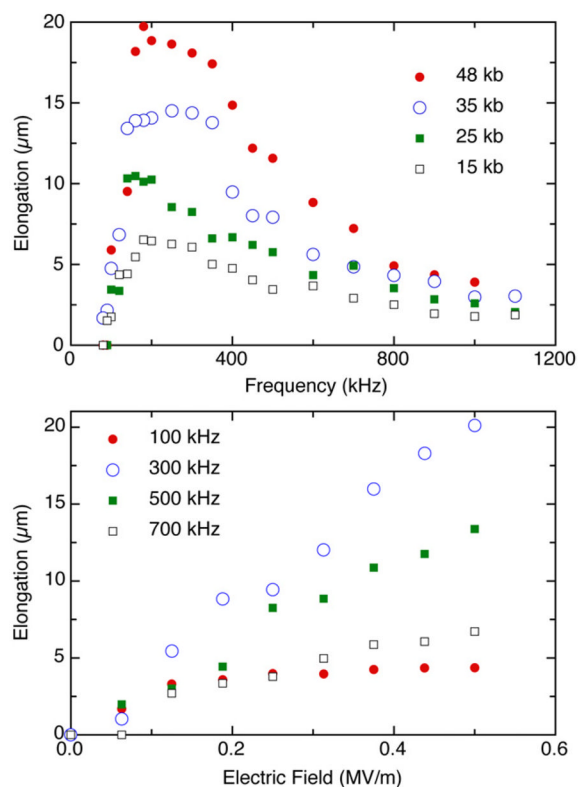 20
15
10
5
0
Elongation (µm)
48 kb
35 kb
25 kb
15 kb
0
400
800
1200
Frequency (kHz)
20
15
10
5
0
Elongation (µm)
100 kHz
300 kHz
500 kHz
700 kHz
0.0
0.2
0.4
0.6
Electric Field (MV/m)